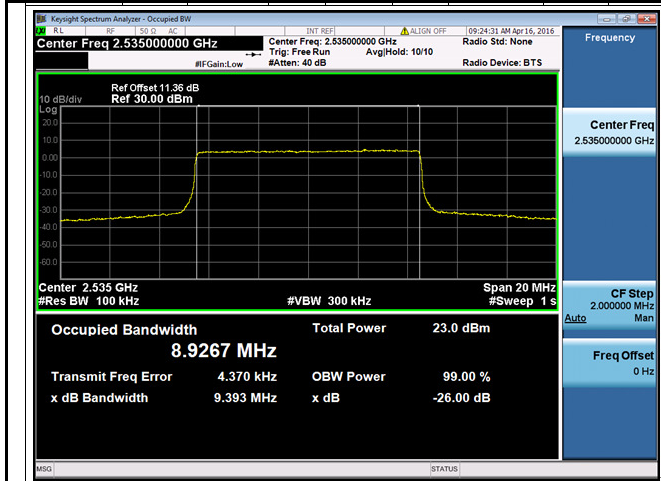 Keysight Spectrum Analyzer - Occupied BW
LXI RL RF 50 Ω AC INT REF ALIGN OFF 09:24:31 AM Apr 16, 2016
Center Freq 2.535000000 GHz
Center Freq: 2.535000000 GHz
Radio Std: None
Trig: Free Run Avg|Hold: 10/10
#IFGain:Low #Atten: 40 dB Radio Device: BTS
Ref Offset 11.36 dB
10 dB/div Ref 30.00 dBm
Log
20.0
10.0
0.00
-10.0
-20.0
-30.0
-40.0
-50.0
-60.0
Center 2.535 GHz Span 20 MHz
#Res BW 100 kHz #VBW 300 kHz #Sweep 1 s
Occupied Bandwidth Total Power 23.0 dBm
8.9267 MHz
Transmit Freq Error 4.370 kHz OBW Power 99.00 %
x dB Bandwidth 9.393 MHz x dB -26.00 dB
MSG STATUS
Frequency
Center Freq
2.535000000 GHz
CF Step
2.000000 MHz
Auto Man
Freq Offset
0 Hz